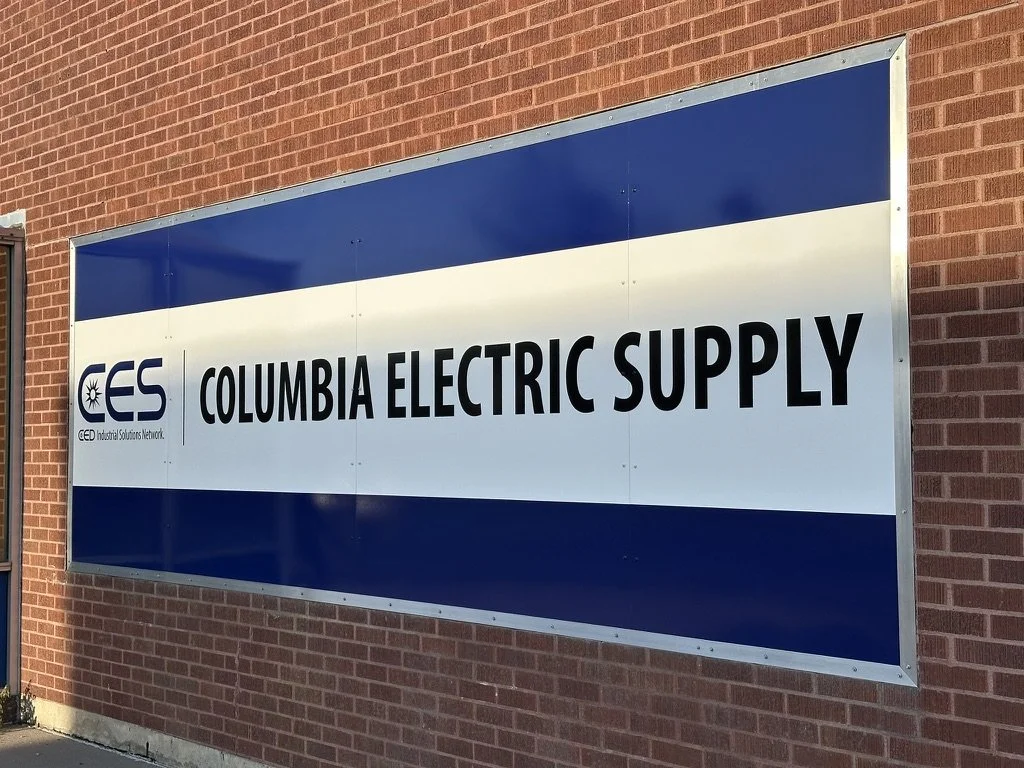 CES
CED Industrial Solutions Network.
COLUMBIA ELECTRIC SUPPLY